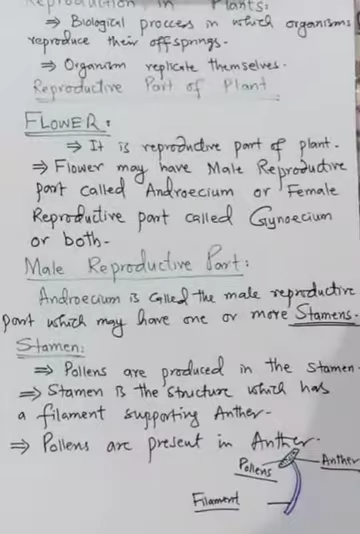 Reproduction in Plants:
⇒ Biological process in which organisms
reproduce their offsprings.
⇒ Organism replicate themselves.
Reproductive Part of Plant
FLOWER:
⇒ It is reproductive part of plant.
⇒ Flower may have Male Reproductive
part called Androecium or Female
Reproductive part called Gynoecium
or both.
Male Reproductive Part:
Androecium is called the male reproductive
part which may have one or more Stamens.
Stamen:
⇒ Pollens are produced in the stamen.
⇒ Stamen is the structure which has
a filament supporting Anther.
⇒ Pollens are present in Anther.
Pollens
Anther
Filament